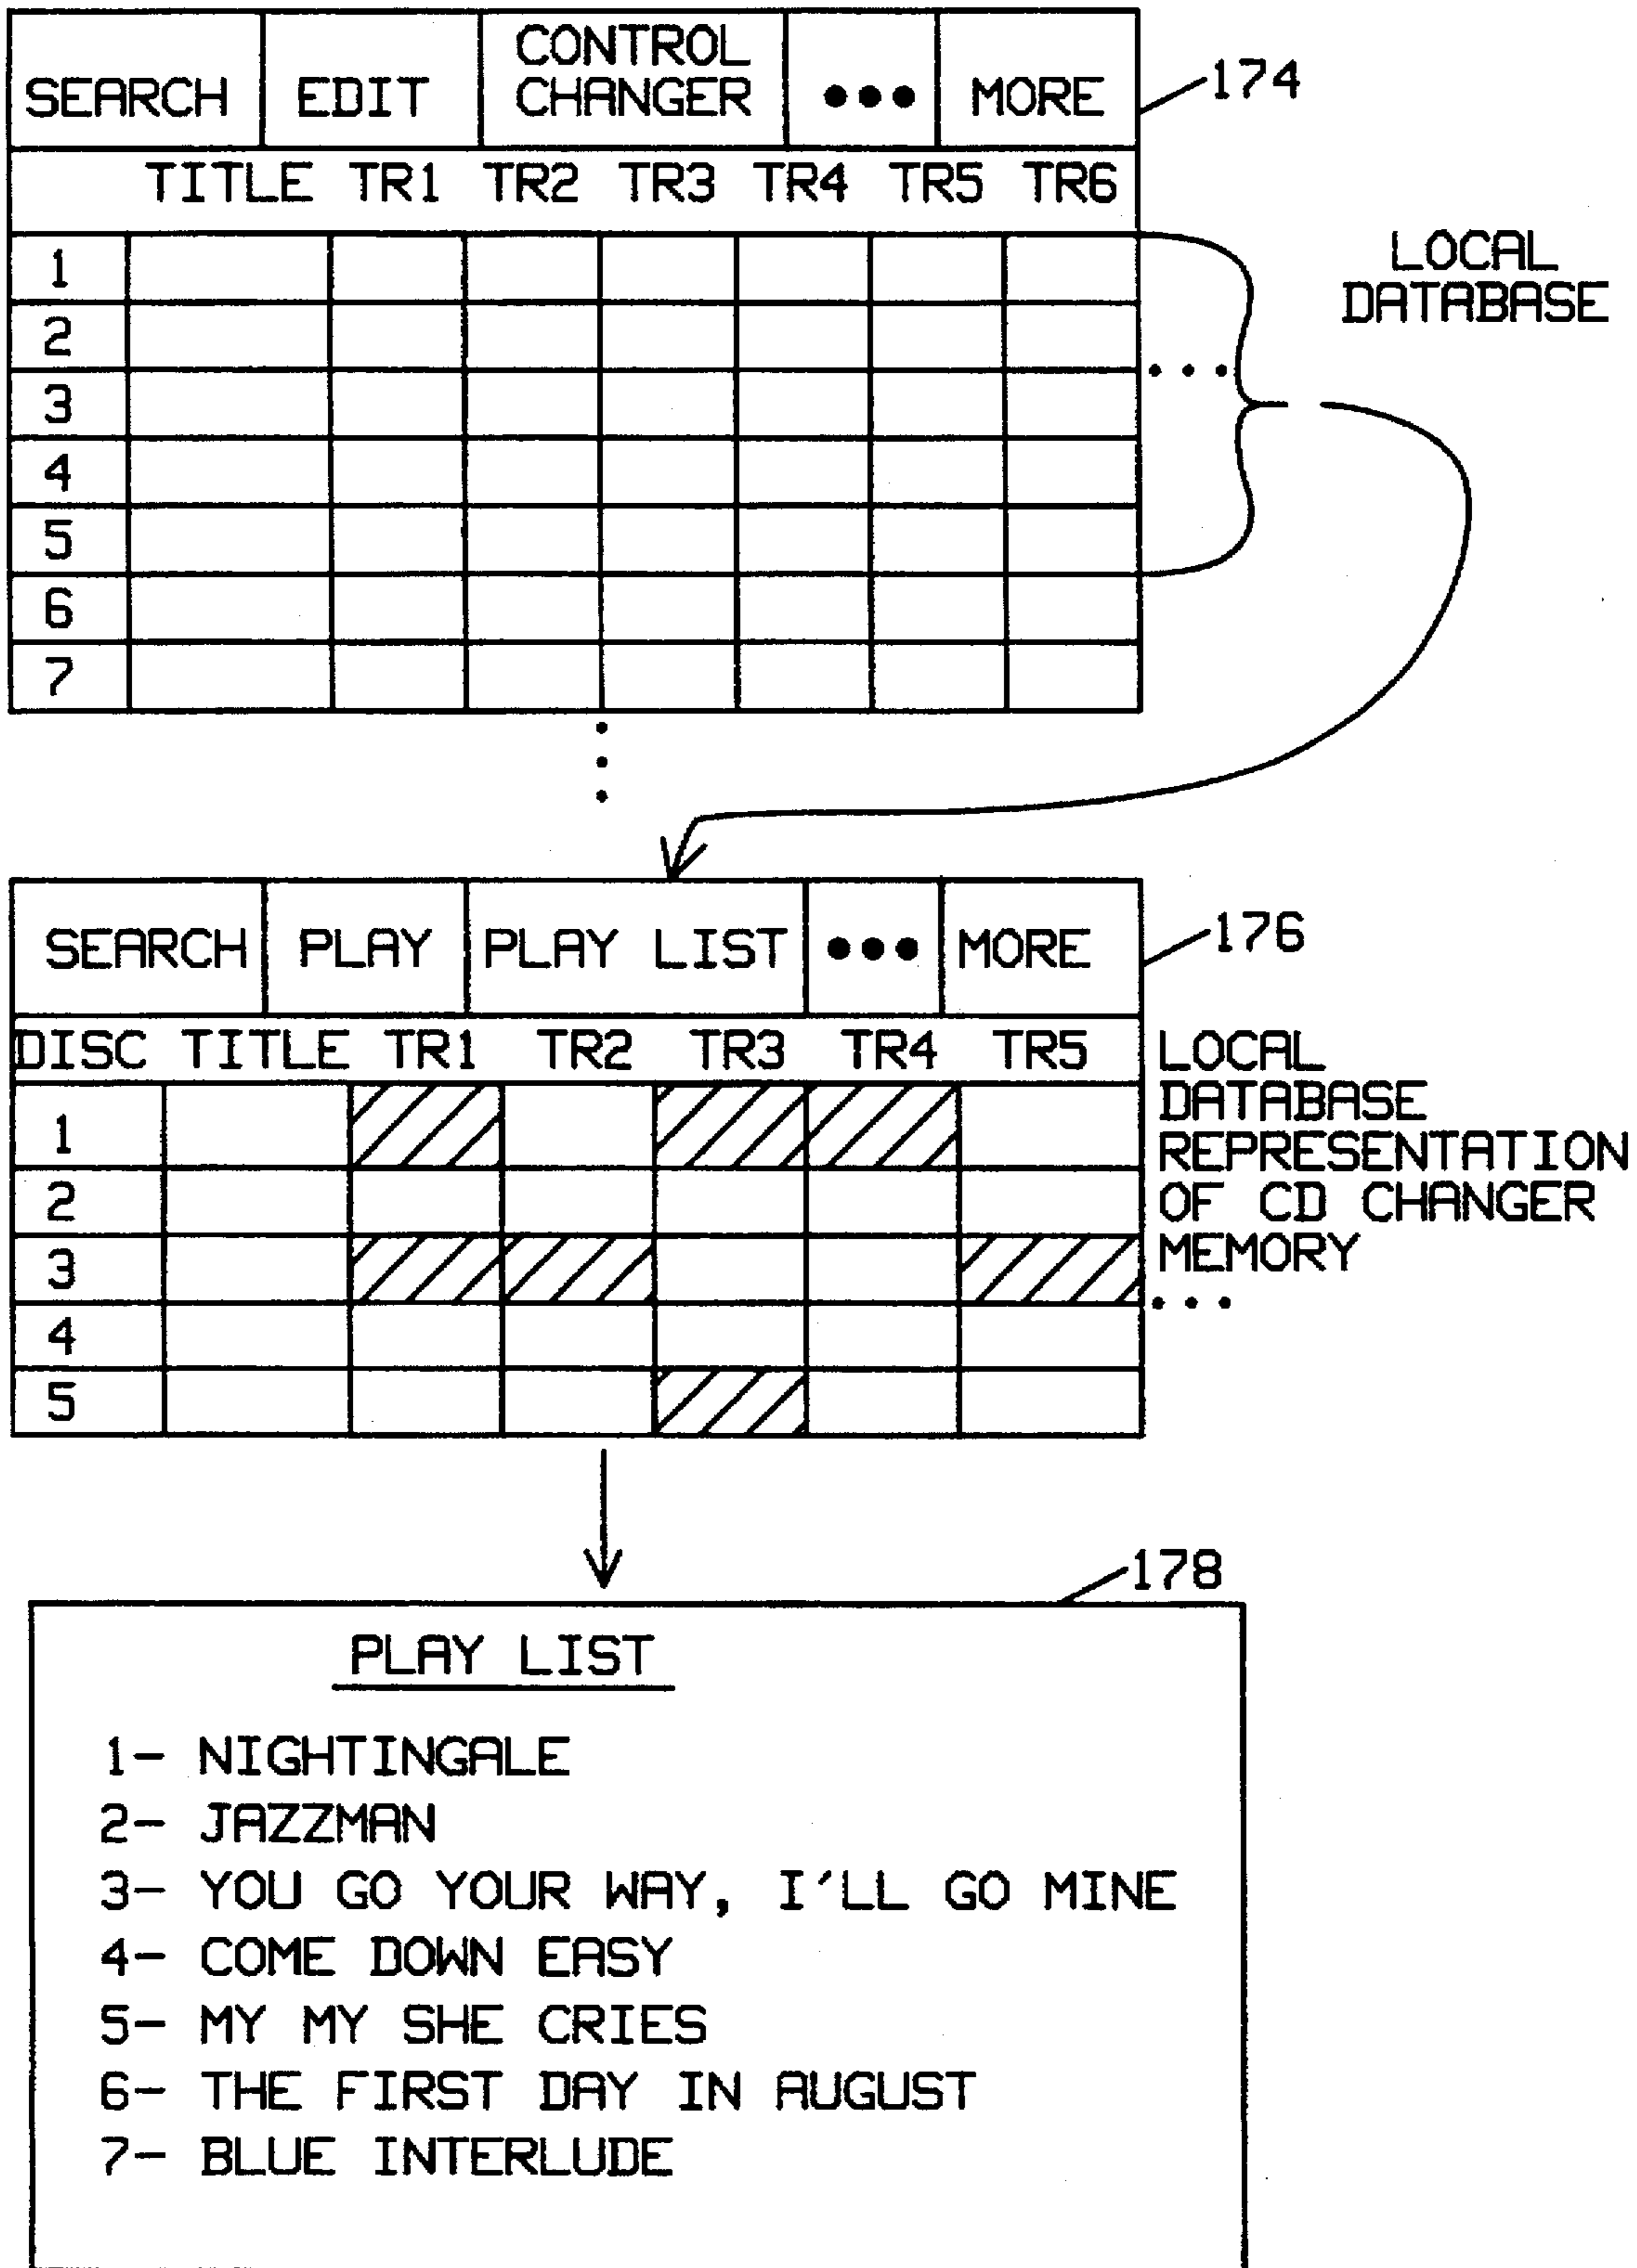 SEARCH EDIT CONTROL CHANGER ••• MORE
174
TITLE TR1 TR2 TR3 TR4 TR5 TR6
1
2
3
4
5
6
7
LOCAL
DATABASE
SEARCH PLAY PLAY LIST ••• MORE
176
DISC TITLE TR1 TR2 TR3 TR4 TR5
1
2
3
4
5
LOCAL
DATABASE
REPRESENTATION
OF CD CHANGER
MEMORY
178
PLAY LIST
1- NIGHTINGALE
2- JAZZMAN
3- YOU GO YOUR WAY, I'LL GO MINE
4- COME DOWN EASY
5- MY MY SHE CRIES
6- THE FIRST DAY IN AUGUST
7- BLUE INTERLUDE